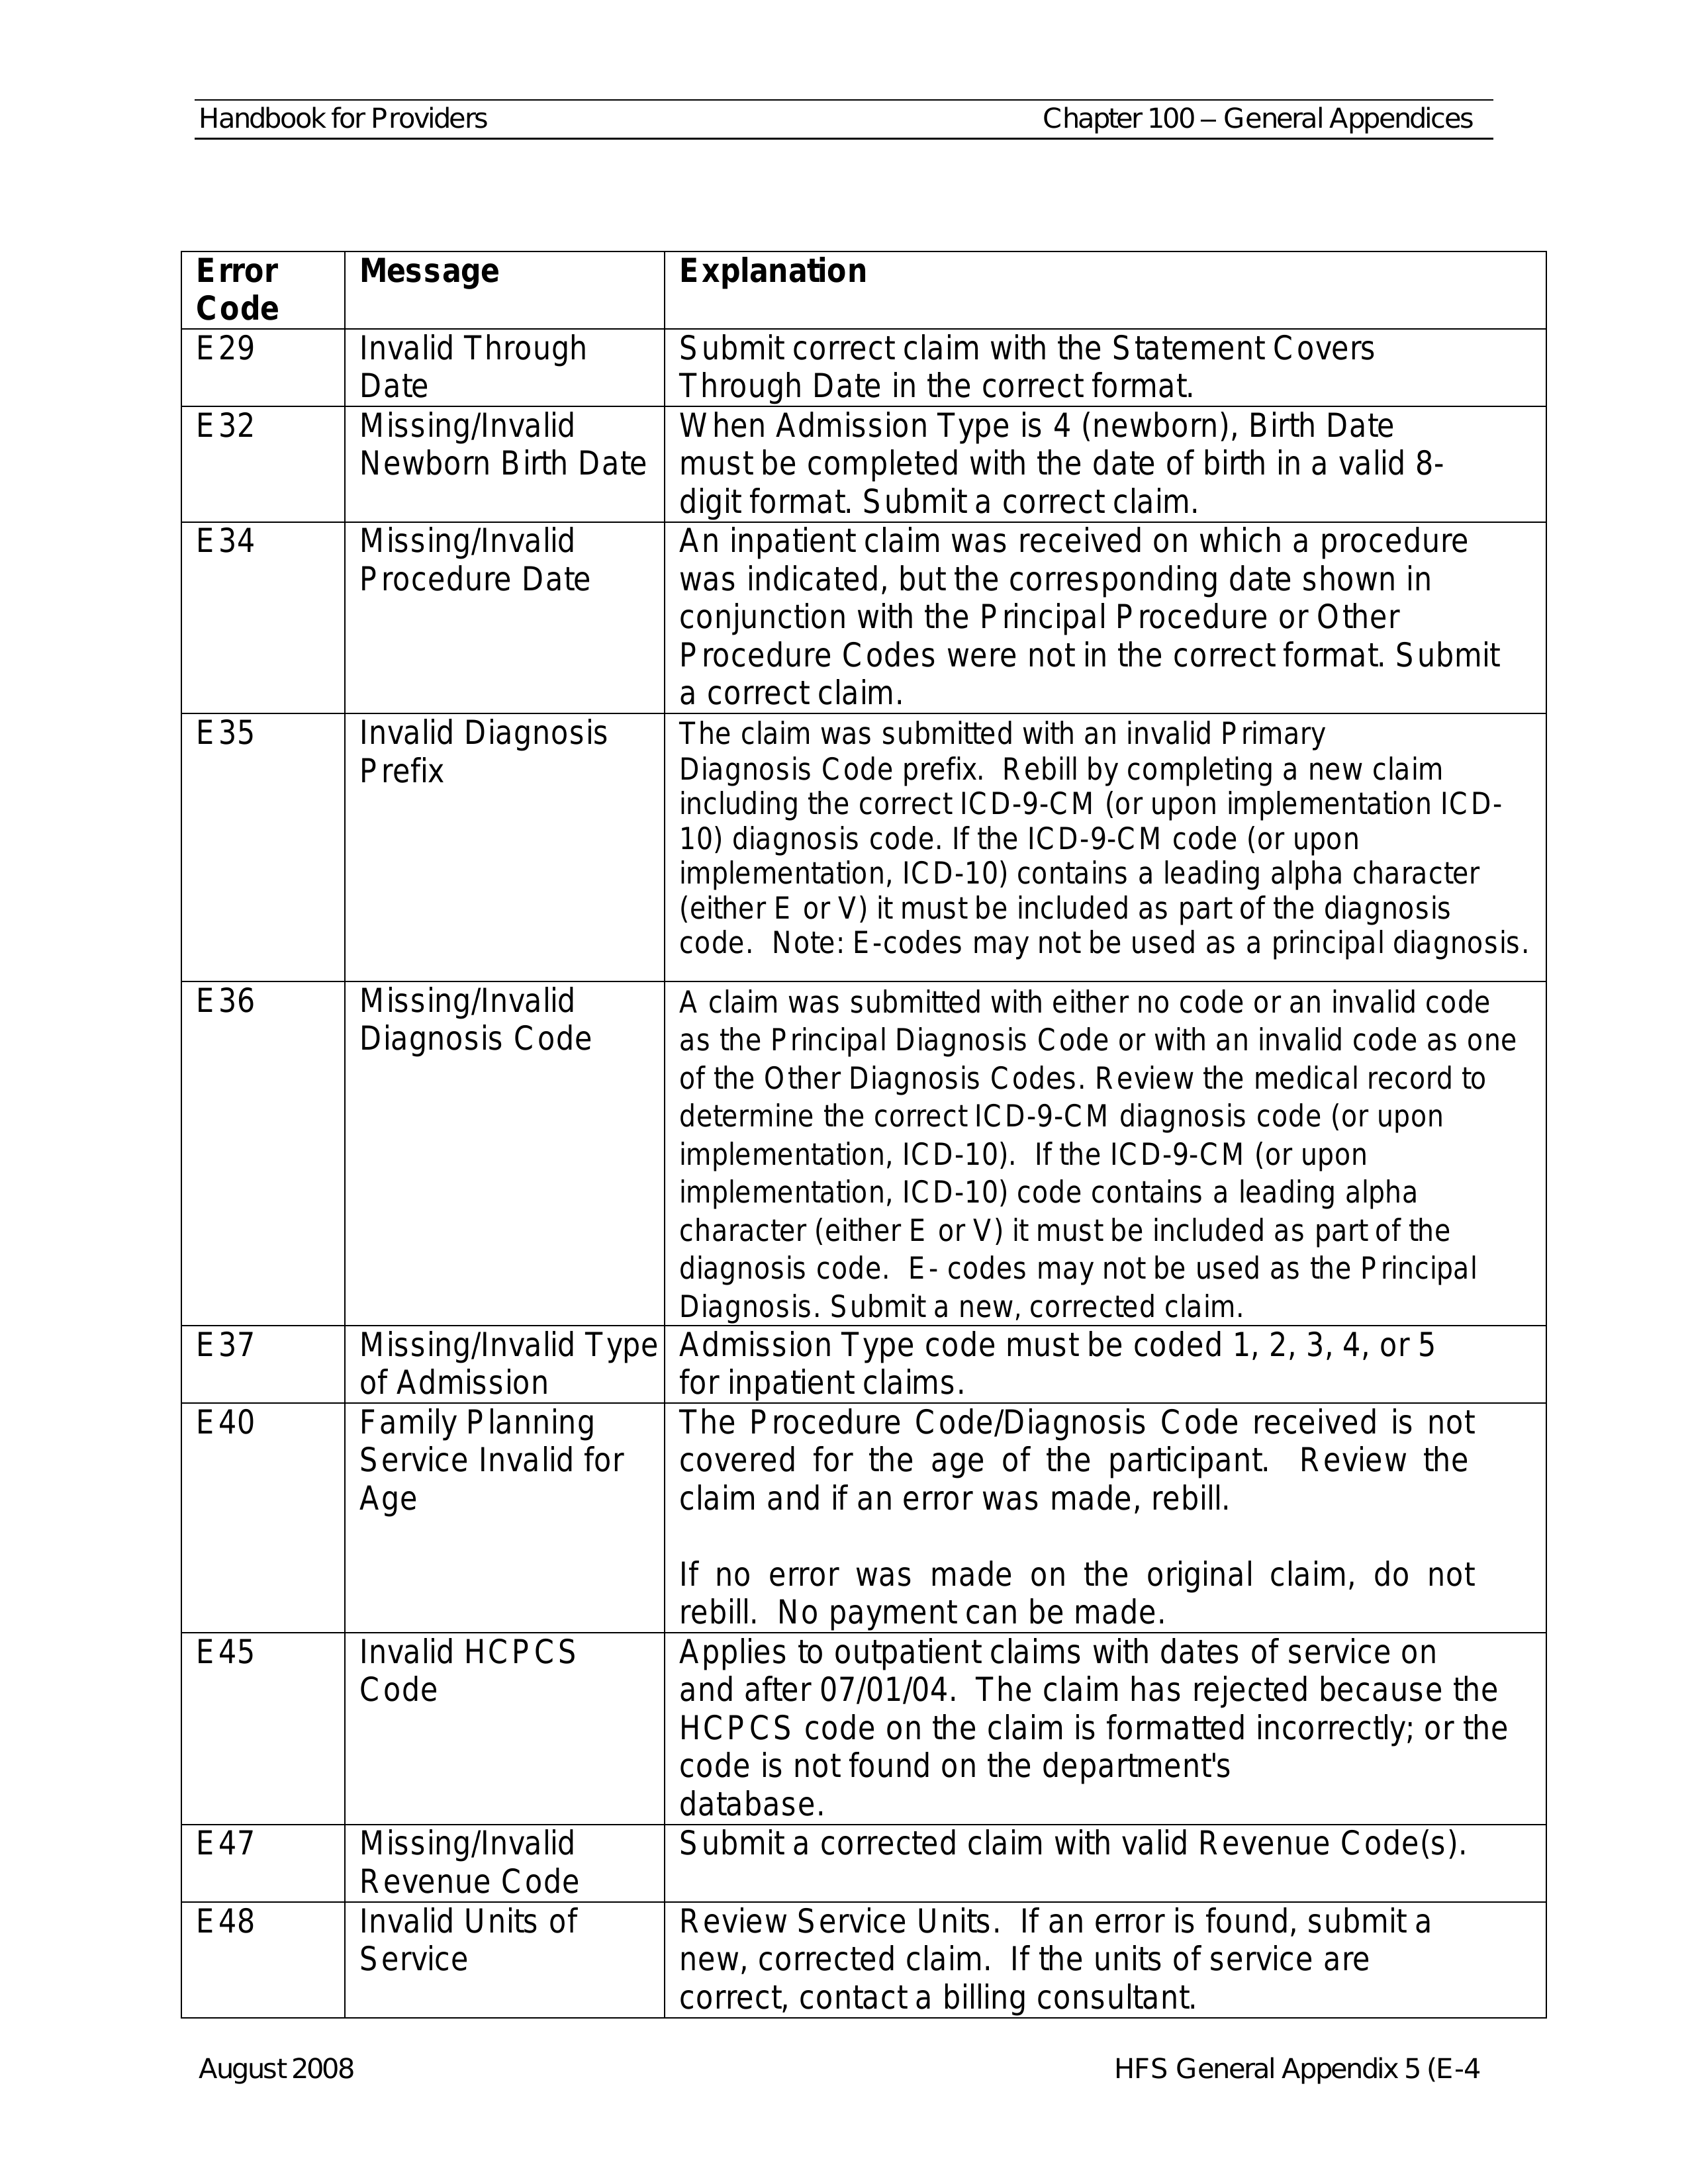 Handbook for Providers
Chapter 100 – General Appendices
Error
Code
Message
Explanation
E29
Invalid Through
Date
Submit correct claim with the Statement Covers
Through Date in the correct format.
E32
Missing/Invalid
Newborn Birth Date
When Admission Type is 4 (newborn), Birth Date
must be completed with the date of birth in a valid 8-
digit format. Submit a correct claim.
E34
Missing/Invalid
Procedure Date
An inpatient claim was received on which a procedure
was indicated, but the corresponding date shown in
conjunction with the Principal Procedure or Other
Procedure Codes were not in the correct format. Submit
a correct claim.
E35
Invalid Diagnosis
Prefix
The claim was submitted with an invalid Primary
Diagnosis Code prefix. Rebill by completing a new claim
including the correct ICD-9-CM (or upon implementation ICD-
10) diagnosis code. If the ICD-9-CM code (or upon
implementation, ICD-10) contains a leading alpha character
(either E or V) it must be included as part of the diagnosis
code. Note: E-codes may not be used as a principal diagnosis.
E36
Missing/Invalid
Diagnosis Code
A claim was submitted with either no code or an invalid code
as the Principal Diagnosis Code or with an invalid code as one
of the Other Diagnosis Codes. Review the medical record to
determine the correct ICD-9-CM diagnosis code (or upon
implementation, ICD-10). If the ICD-9-CM (or upon
implementation, ICD-10) code contains a leading alpha
character (either E or V) it must be included as part of the
diagnosis code. E- codes may not be used as the Principal
Diagnosis. Submit a new, corrected claim.
E37
Missing/Invalid Type
of Admission
Admission Type code must be coded 1, 2, 3, 4, or 5
for inpatient claims.
E40
Family Planning
Service Invalid for
Age
The Procedure Code/Diagnosis Code received is not
covered for the age of the participant. Review the
claim and if an error was made, rebill.
If no error was made on the original claim, do not
rebill. No payment can be made.
E45
Invalid HCPCS
Code
Applies to outpatient claims with dates of service on
and after 07/01/04. The claim has rejected because the
HCPCS code on the claim is formatted incorrectly; or the
code is not found on the department's
database.
E47
Missing/Invalid
Revenue Code
Submit a corrected claim with valid Revenue Code(s).
E48
Invalid Units of
Service
Review Service Units. If an error is found, submit a
new, corrected claim. If the units of service are
correct, contact a billing consultant.
August 2008
HFS General Appendix 5 (E-4